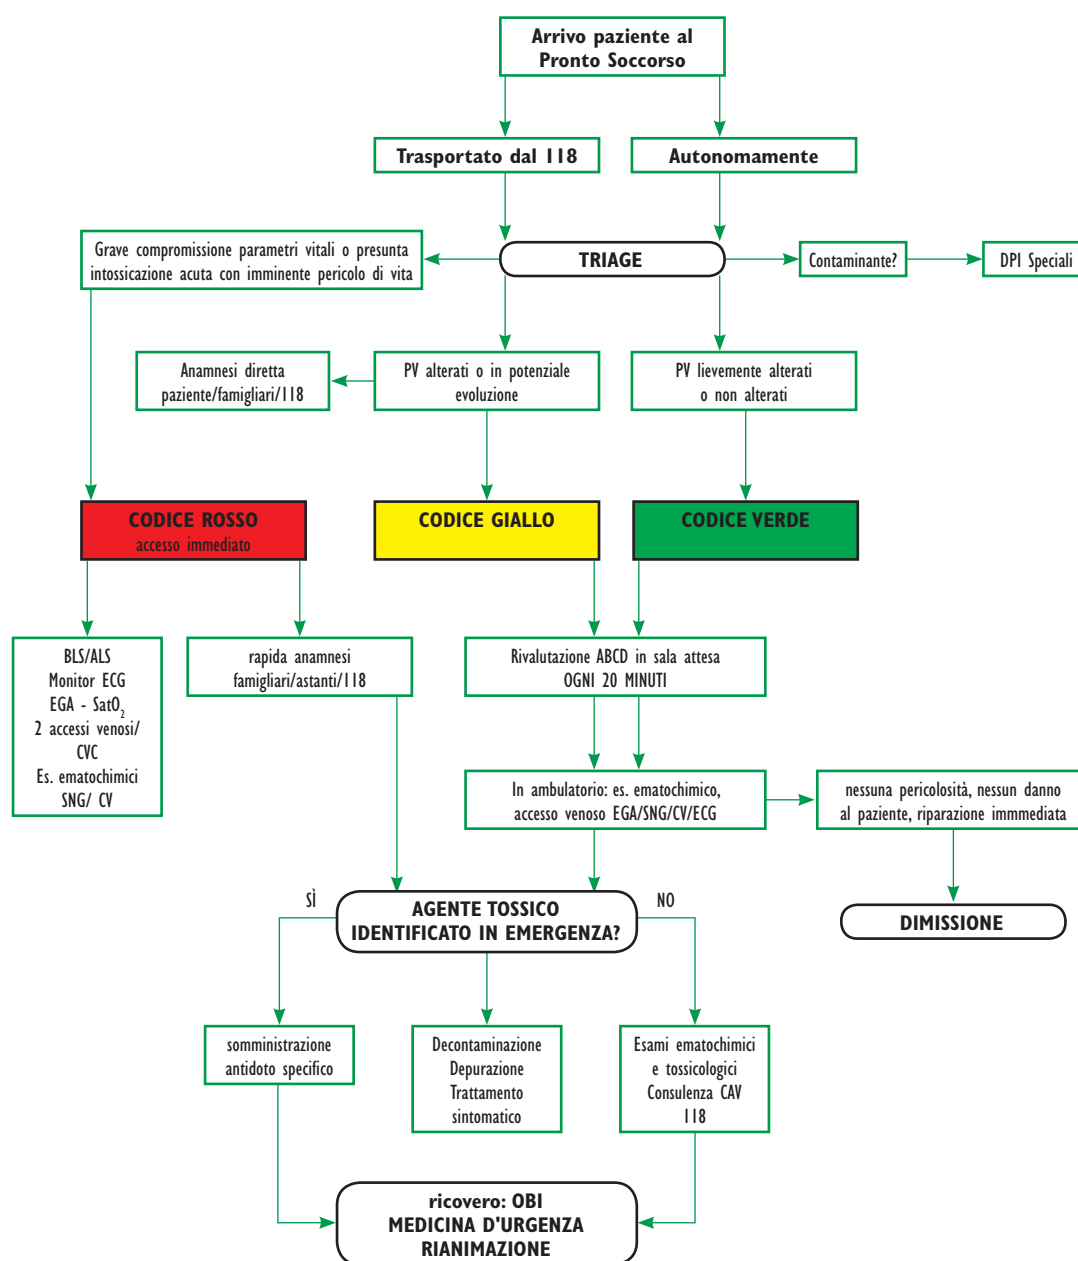 Arrivo paziente al
Pronto Soccorso
Trasportato dal 118
Autonomamente
Grave compromissione parametri vitali o presunta
intossicazione acuta con imminente pericolo di vita
TRIAGE
Contaminante?
DPI Speciali
Anamnesi diretta
paziente/famigliari/118
PV alterati o in potenziale
evoluzione
PV lievemente alterati
o non alterati
CODICE ROSSO
accesso immediato
CODICE GIALLO
CODICE VERDE
BLS/ALS
Monitor ECG
EGA - SatO₂
2 accessi venosi/
CVC
Es. ematochimici
SNG/ CV
rapida anamnesi
famigliari/astanti/118
Rivalutazione ABCD in sala attesa
OGNI 20 MINUTI
In ambulatorio: es. ematochimico,
accesso venoso EGA/SNG/CV/ECG
nessuna pericolosità, nessun danno
al paziente, riparazione immmediata
SÌ
AGENTE TOSSICO
IDENTIFICATO IN EMERGENZA?
NO
DIMISSIONE
somministrazione
antidoto specifico
Decontaminazione
Depurazione
Trattamento
sintomatico
Esami ematochimici
e tossicologici
Consulenza CAV
118
ricovero: OBI
MEDICINA D'URGENZA
RIANIMAZIONE